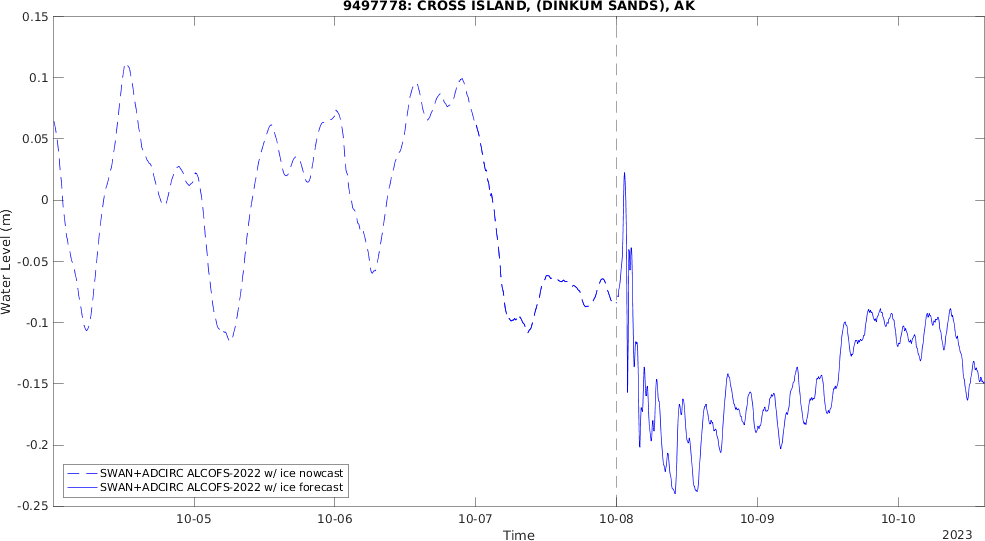 9497778: CROSS ISLAND, (DINKUM SANDS), AK
0.15
0.1
0.05
0
-0.05
-0.1
-0.15
-0.2
-0.25
Water Level (m)
SWAN+ADCIRC ALCOFS-2022 w/ ice nowcast
SWAN+ADCIRC ALCOFS-2022 w/ ice forecast
10-05 10-06 10-07 10-08 10-09 10-10
Time
2023